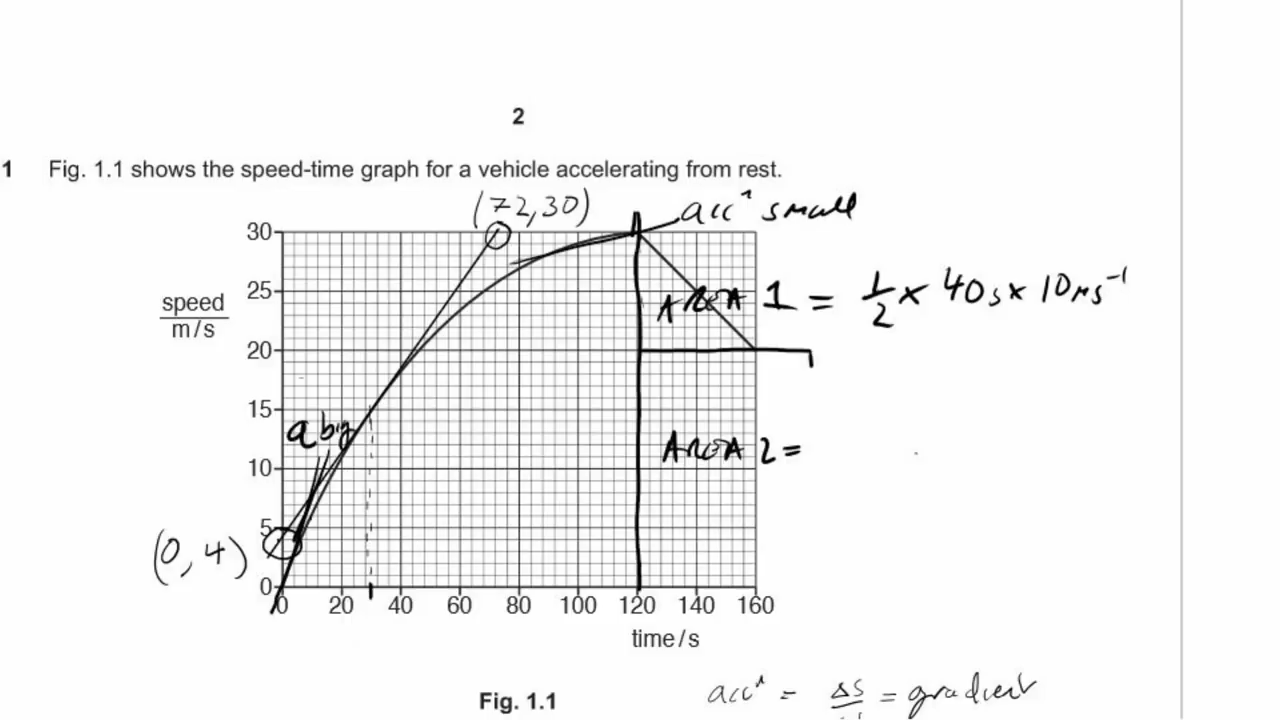 2
1 Fig. 1.1 shows the speed-time graph for a vehicle accelerating from rest.
(72,30)
accⁿ small
30
25
20
15
10
5
0
speed
m/s
AREA 1 = 1/2 × 40s × 10ms⁻¹
a big
AREA 2 =
(0,4)
0 20 40 60 80 100 120 140 160
time/s
Fig. 1.1
accⁿ = ΔS = gradient